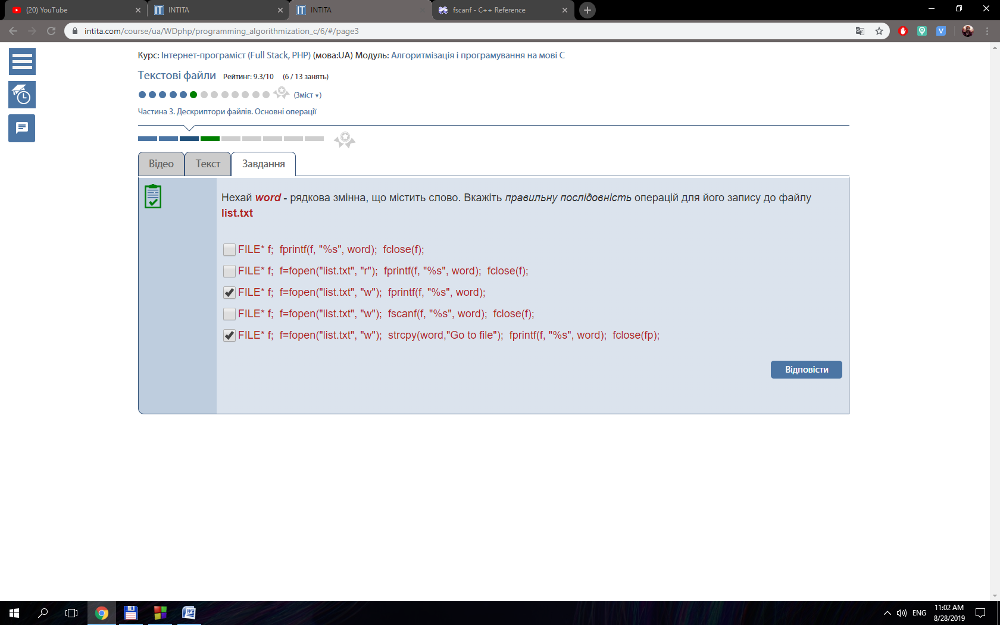 (20) YouTube
INTITA
INTITA
fscanf - C++ Reference
intita.com/course/ua/WDphp/programming_algorithmization_c/6/#/page3
Курс: Інтернет-програміст (Full Stack, PHP) (мова:UA) Модуль: Алгоритмізація і програмування на мові С
Текстові файли Рейтинг: 9.3/10 (6 / 13 занять)
(Зміст ▾)
Частина 3. Дескриптори файлів. Основні операції
Відео
Текст
Завдання
Нехай word - рядкова змінна, що містить слово. Вкажіть правильну послідовність операцій для його запису до файлу
list.txt
FILE* f; fprintf(f, "%s", word); fclose(f);
FILE* f; f=fopen("list.txt", "r"); fprintf(f, "%s", word); fclose(f);
FILE* f; f=fopen("list.txt", "w"); fprintf(f, "%s", word);
FILE* f; f=fopen("list.txt", "w"); fscanf(f, "%s", word); fclose(f);
FILE* f; f=fopen("list.txt", "w"); strcpy(word,"Go to file"); fprintf(f, "%s", word); fclose(fp);
Відповісти
ENG
11:02 AM
8/28/2019